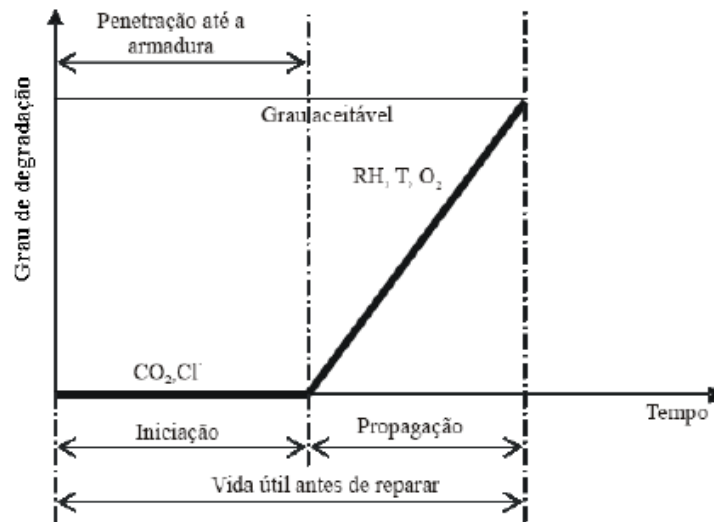 Penetração até a
armadura
Grau de degradação
Grau aceitável
RH, T, O₂
CO₂,Cl⁻
Tempo
Iniciação
Propagação
Vida útil antes de reparar